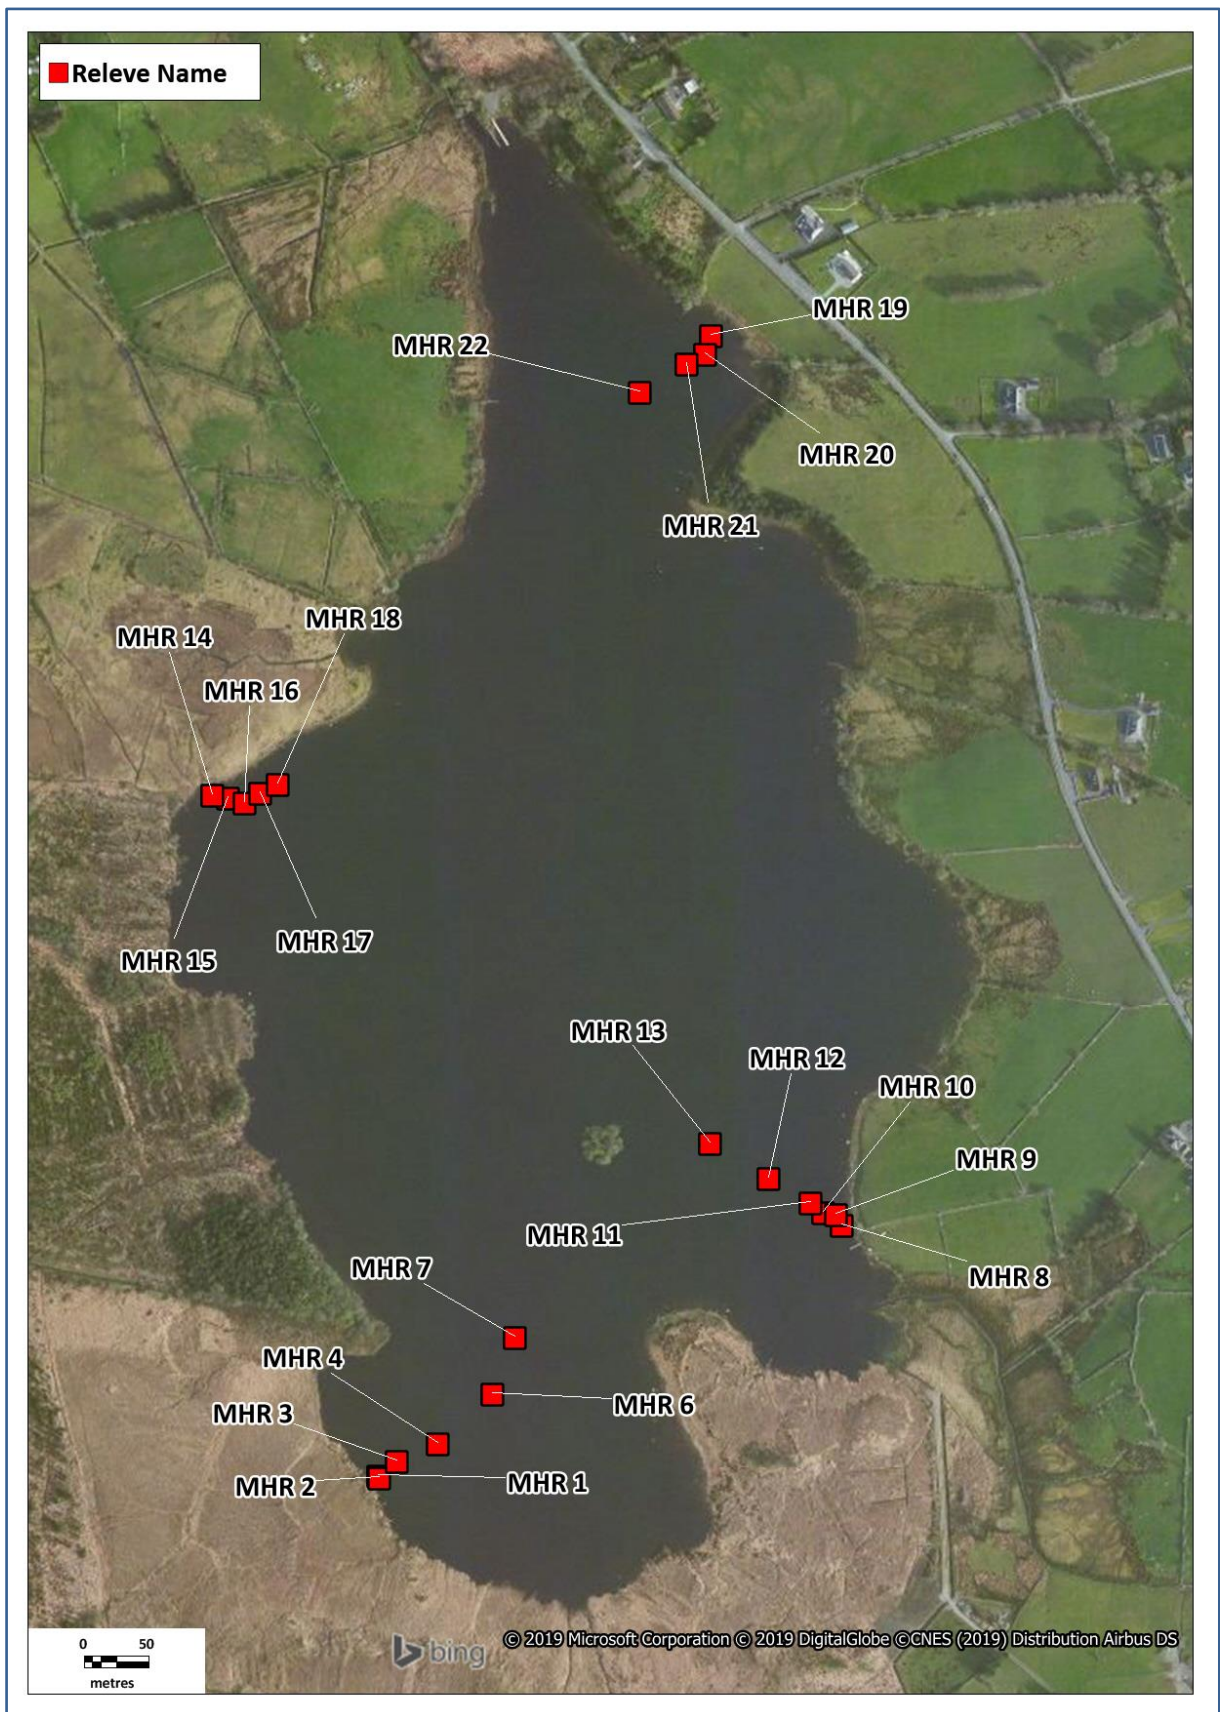 Releve Name
MHR 19
MHR 22
MHR 20
MHR 21
MHR 18
MHR 14
MHR 16
MHR 17
MHR 15
MHR 13
MHR 12
MHR 10
MHR 9
MHR 11
MHR 7
MHR 8
MHR 4
MHR 6
MHR 3
MHR 2
MHR 1
0 50
metres
bing
© 2019 Microsoft Corporation © 2019 DigitalGlobe ©CNES (2019) Distribution Airbus DS